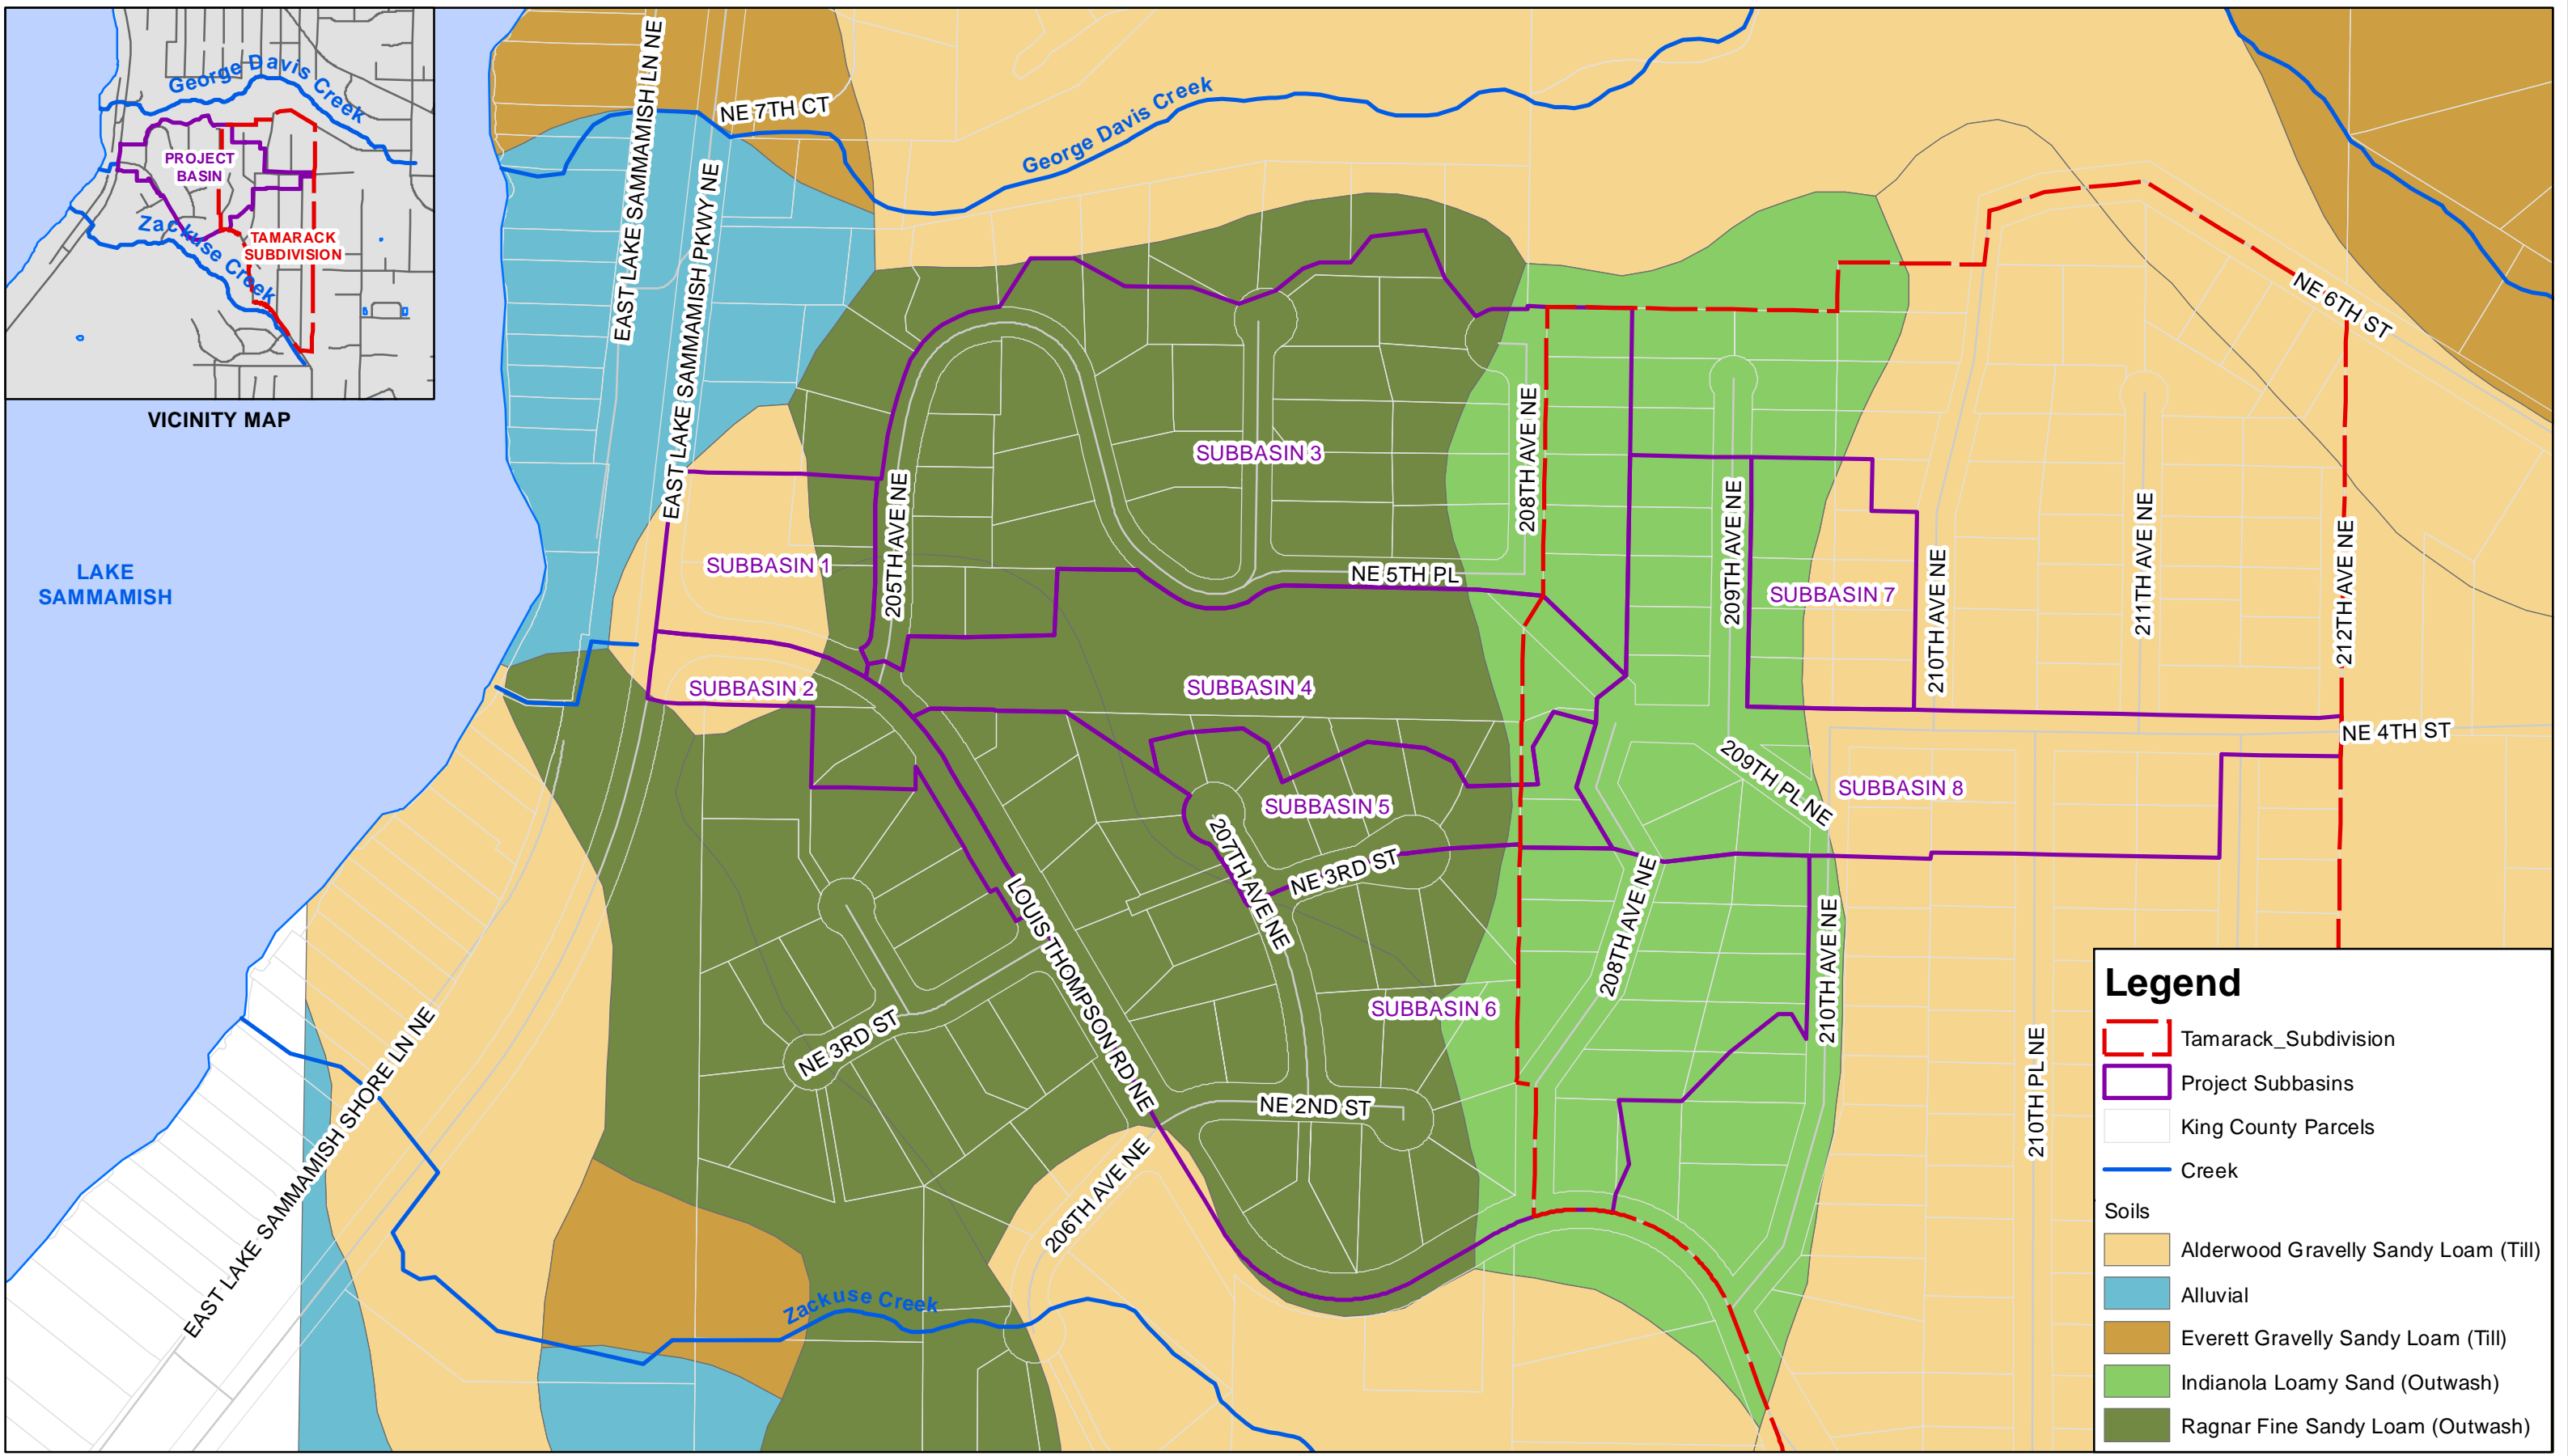 George Davis Creek
PROJECT
BASIN
Zackuse Creek
TAMARACK
SUBDIVISION
VICINITY MAP
LAKE
SAMMAMISH
EAST LAKE SAMMAMISH LN NE
NE 7TH CT
George Davis Creek
EAST LAKE SAMMAMISH PKWY NE
NE 6TH ST
SUBBASIN 3
208TH AVE NE
205TH AVE NE
209TH AVE NE
211TH AVE NE
212TH AVE NE
SUBBASIN 1
NE 5TH PL
SUBBASIN 7
210TH AVE NE
SUBBASIN 2
SUBBASIN 4
NE 4TH ST
209TH PL NE
SUBBASIN 8
SUBBASIN 5
207TH AVE NE
NE 3RD ST
208TH AVE NE
210TH AVE NE
LOUIS THOMPSON RD NE
SUBBASIN 6
NE 3RD ST
NE 2ND ST
210TH PL NE
206TH AVE NE
EAST LAKE SAMMAMISH SHORE LN NE
Zackuse Creek
Legend
Tamarack_Subdivision
Project Subbasins
King County Parcels
Creek
Soils
Alderwood Gravelly Sandy Loam (Till)
Alluvial
Everett Gravelly Sandy Loam (Till)
Indianola Loamy Sand (Outwash)
Ragnar Fine Sandy Loam (Outwash)